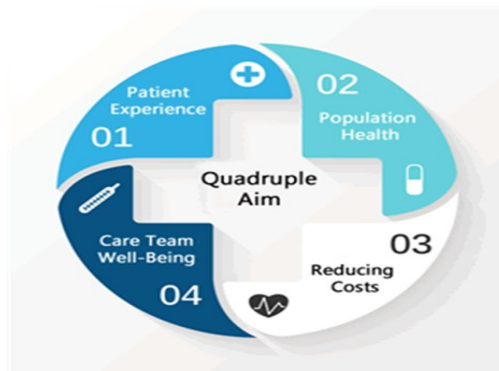 Patient
Experience
01
02
Population
Health
Quadruple
Aim
03
Reducing
Costs
Care Team
Well-Being
04